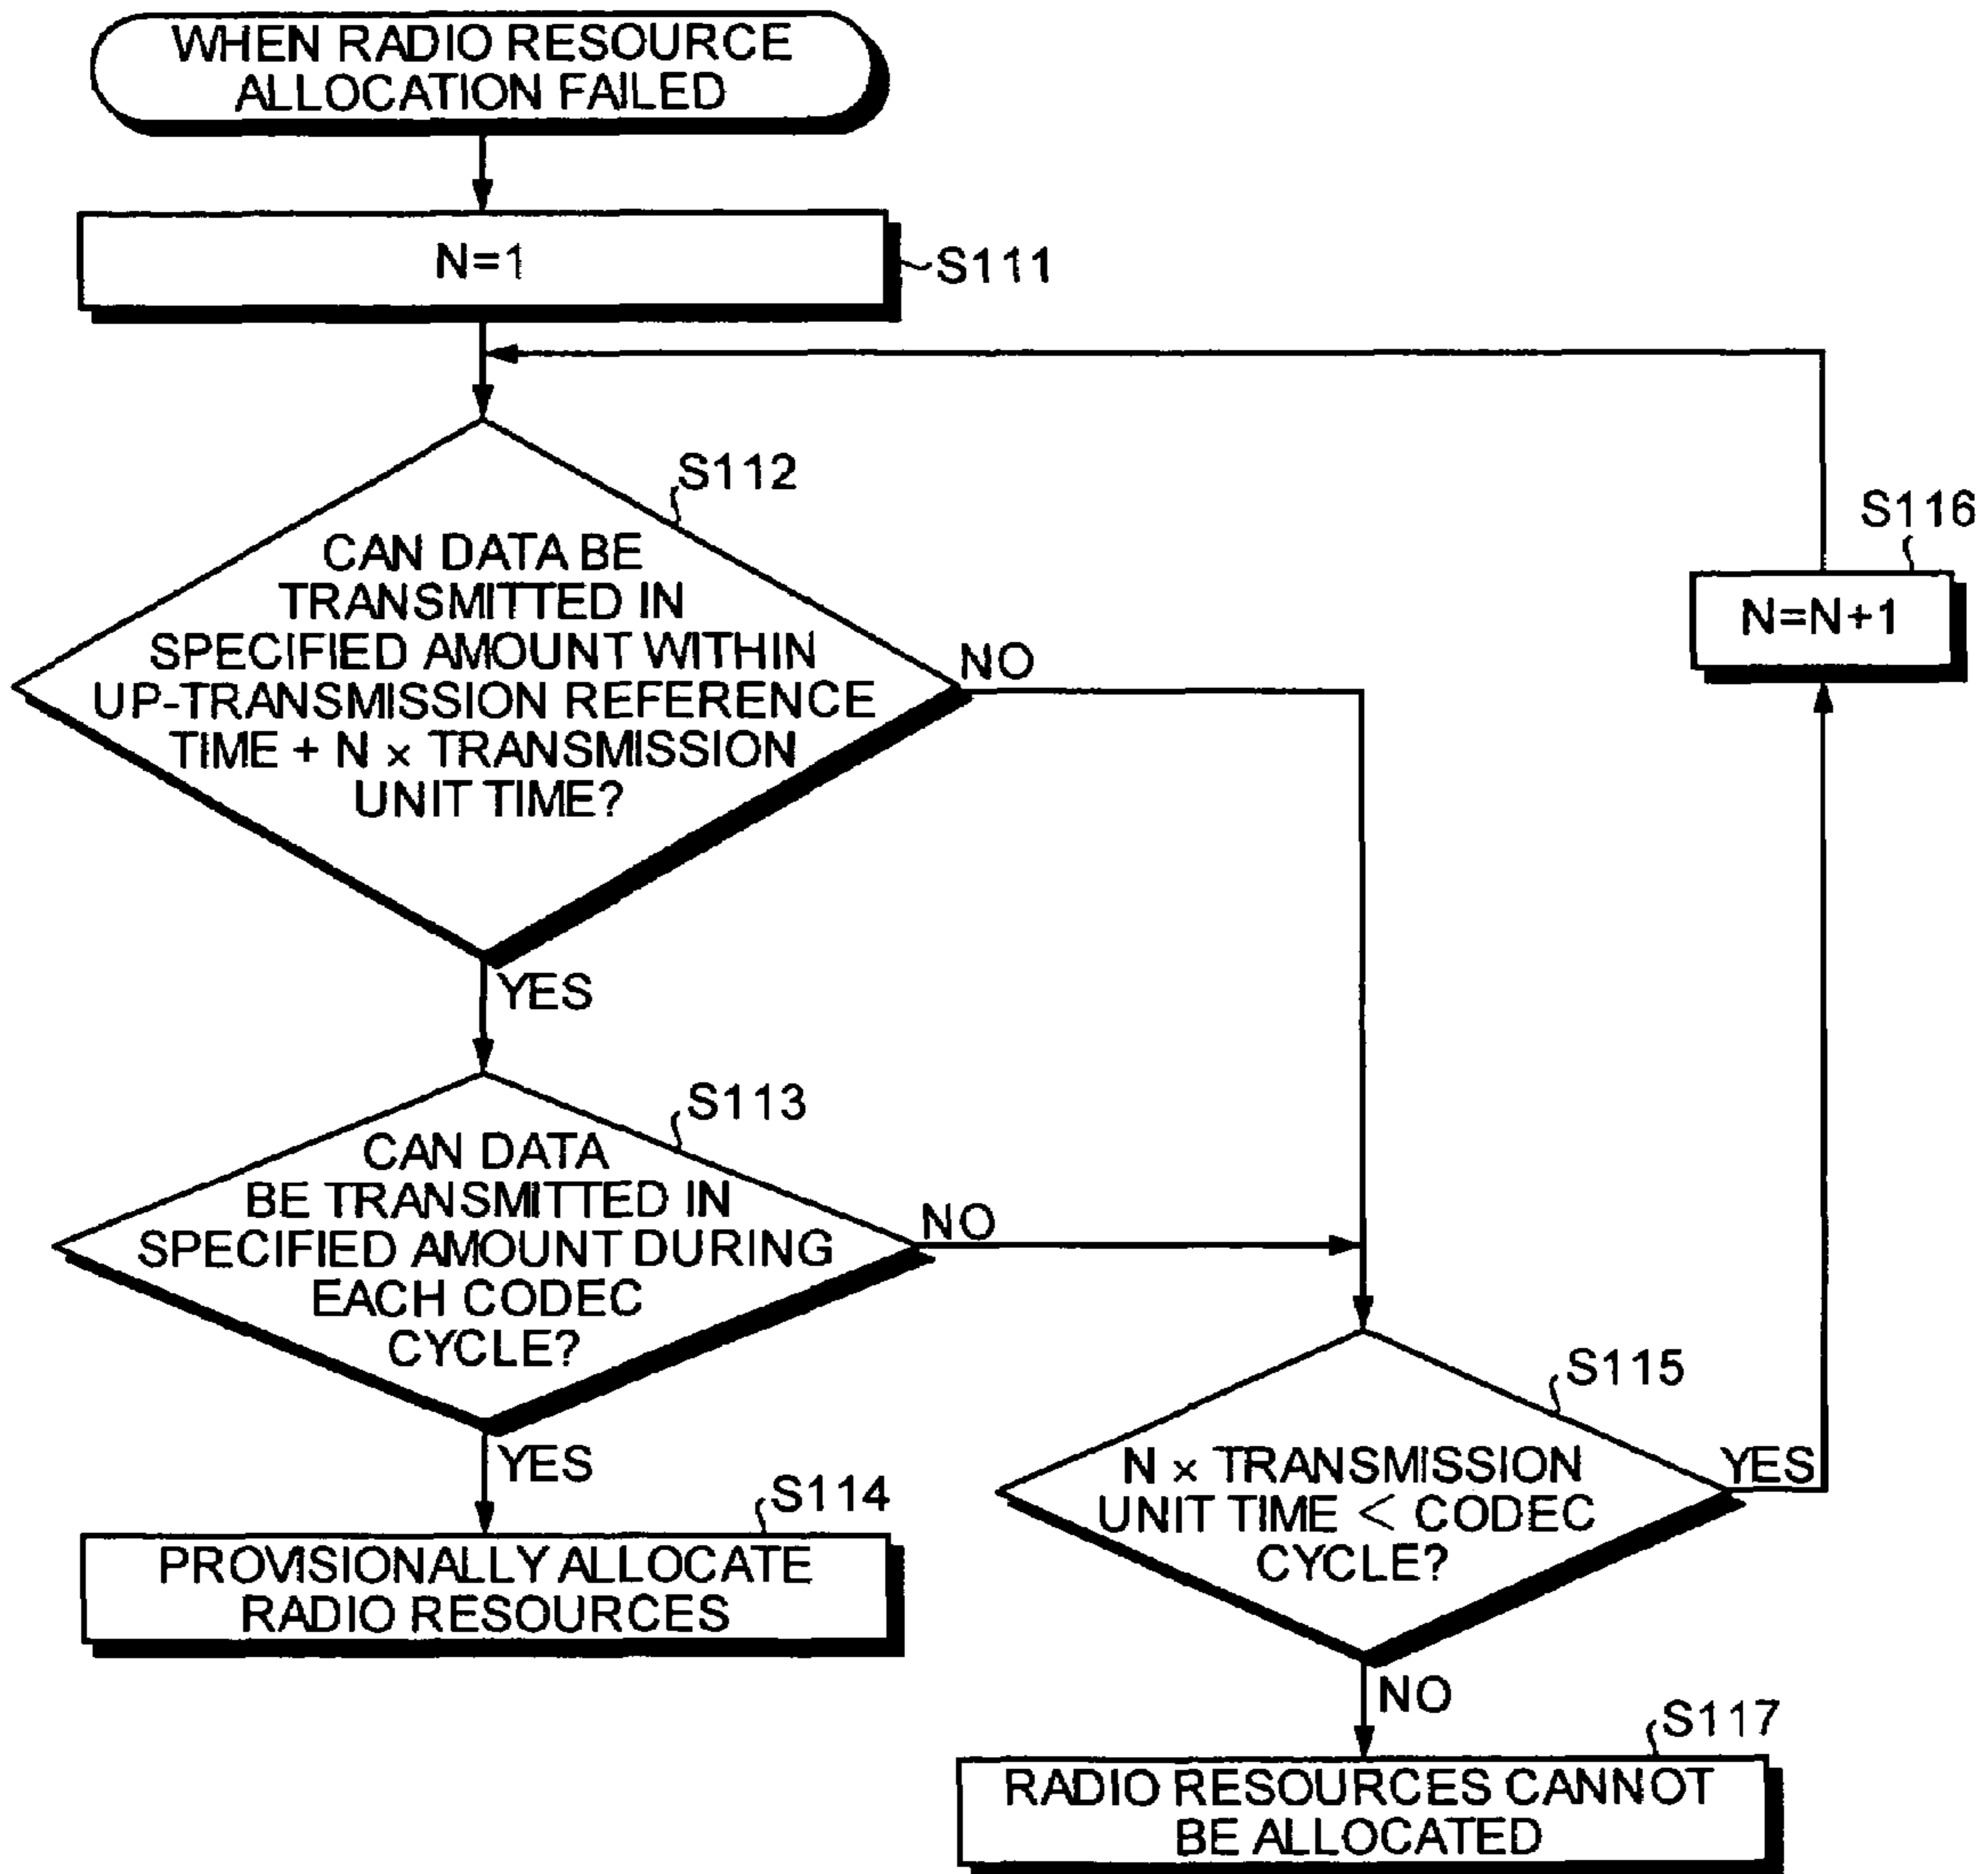 WHEN RADIO RESOURCE
ALLOCATION FAILED
N=1
S111
S112
CAN DATA BE
TRANSMITTED IN
SPECIFIED AMOUNT WITHIN
UP-TRANSMISSION REFERENCE
TIME + N × TRANSMISSION
UNIT TIME?
NO
YES
S116
N=N+1
S113
CAN DATA
BE TRANSMITTED IN
SPECIFIED AMOUNT DURING
EACH CODEC
CYCLE?
NO
YES
S114
PROVISIONALLY ALLOCATE
RADIO RESOURCES
S115
N × TRANSMISSION
UNIT TIME < CODEC
CYCLE?
YES
NO
S117
RADIO RESOURCES CANNOT
BE ALLOCATED